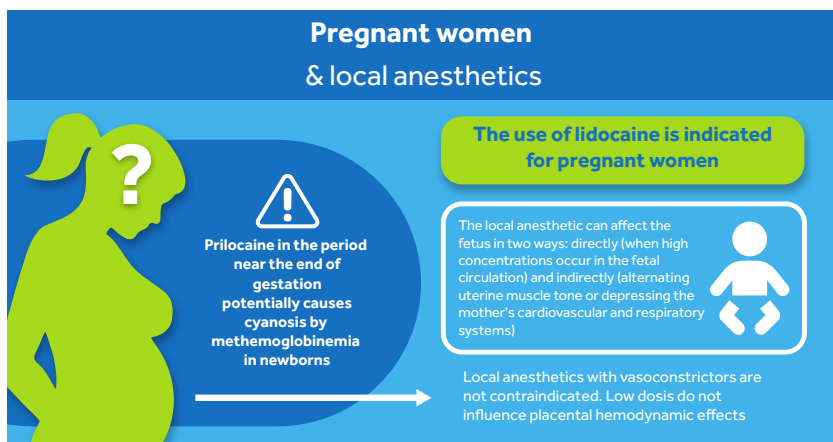 Pregnant women
& local anesthetics
?
!
Prilocaine in the period
near the end of
gestation
potentially causes
cyanosis by
methemoglobinemia
in newborns
The use of lidocaine is indicated
for pregnant women
The local anesthetic can affect the
fetus in two ways: directly (when high
concentrations occur in the fetal
circulation) and indirectly (alternating
uterine muscle tone or depressing the
mother's cardiovascular and respiratory
systems)
Local anesthetics with vasoconstrictors are
not contraindicated. Low dosis do not
influence placental hemodynamic effects